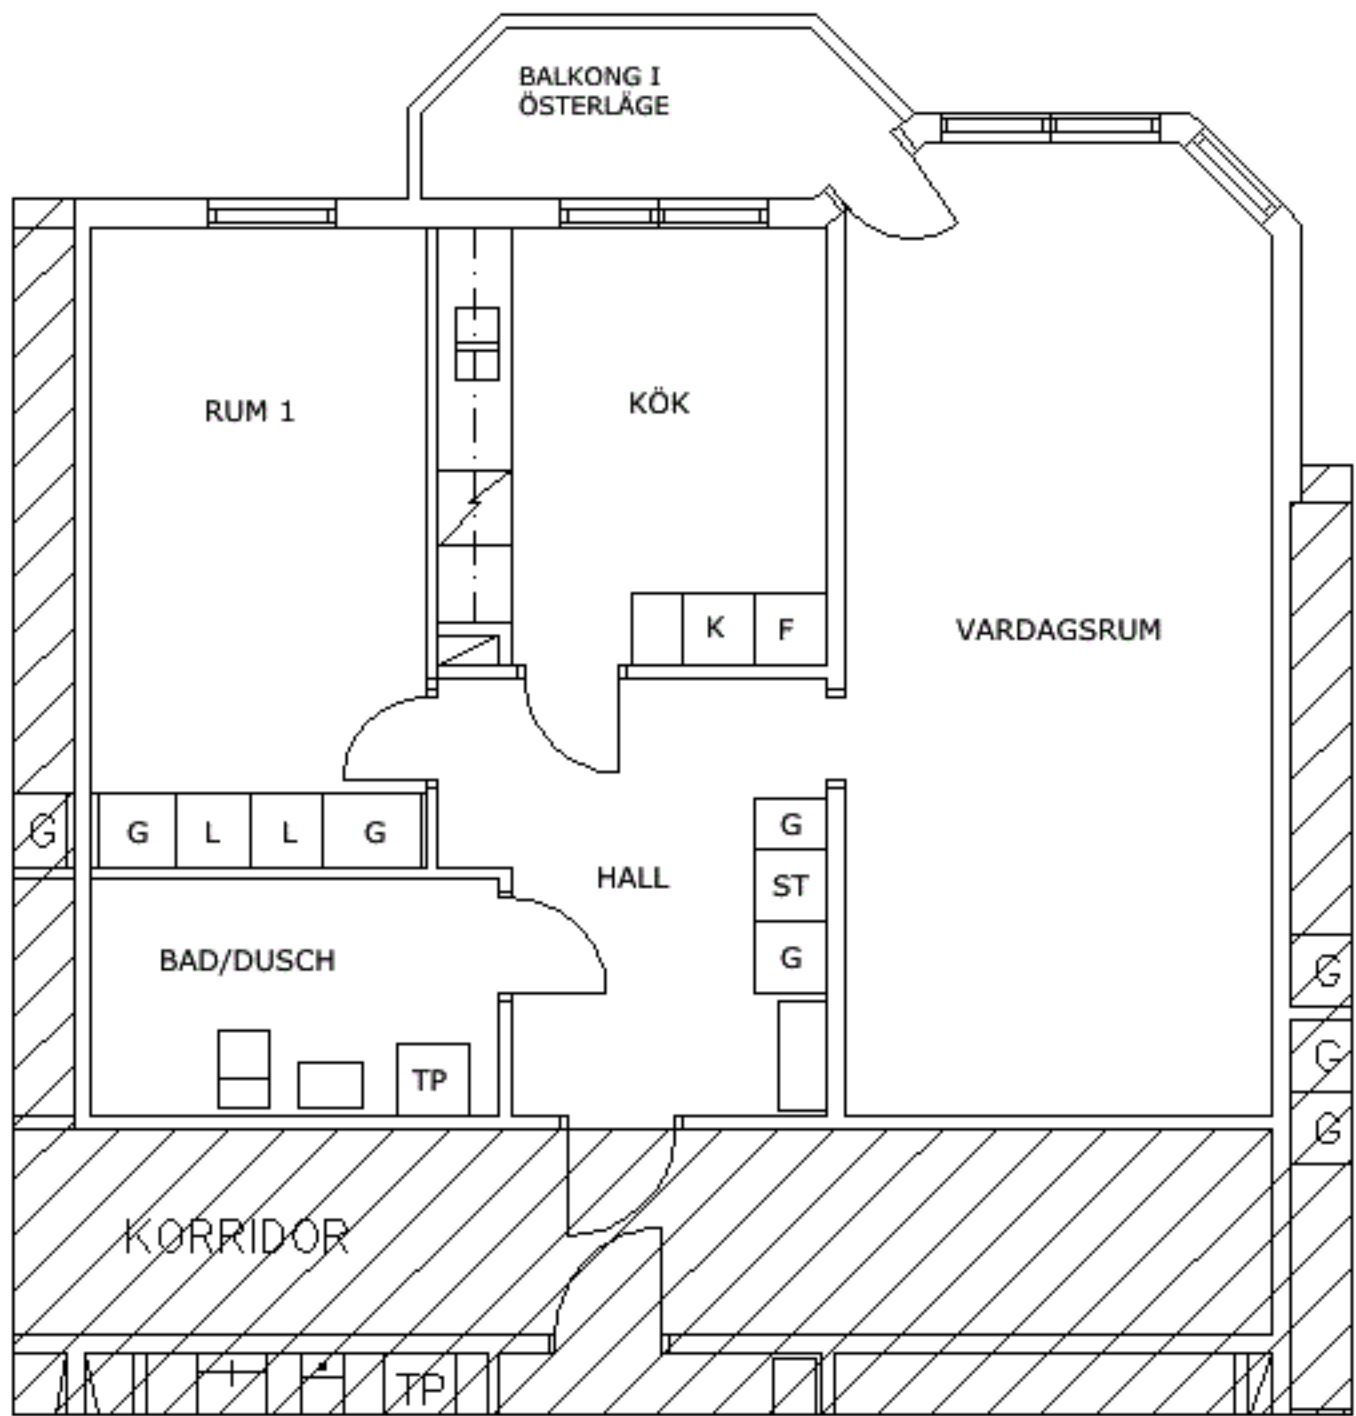 BALKONG I
ÖSTERLÄGE
RUM 1
KÖK
K F
VARDAGSRUM
G G L L G
G
HALL
ST
BAD/DUSCH
G
G
TP
G
G
KORRIDOR
TP